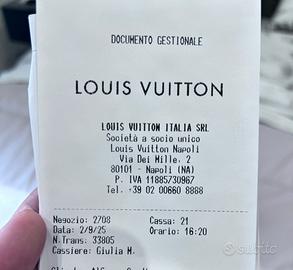 DOCUMENTO GESTIONALE
LOUIS VUITTON
LOUIS VUITTON ITALIA SRL
Società a socio unico
Louis Vuitton Napoli
Via Dei Mille, 2
80101 - Napoli (NA)
P. IVA 11885730967
Tel. +39 02 00660 8888
Negozio: 2708 Cassa: 21
Data: 2/9/25 Orario: 16:20
N.Trans: 33805
Cassiere: Giulia M.
subito